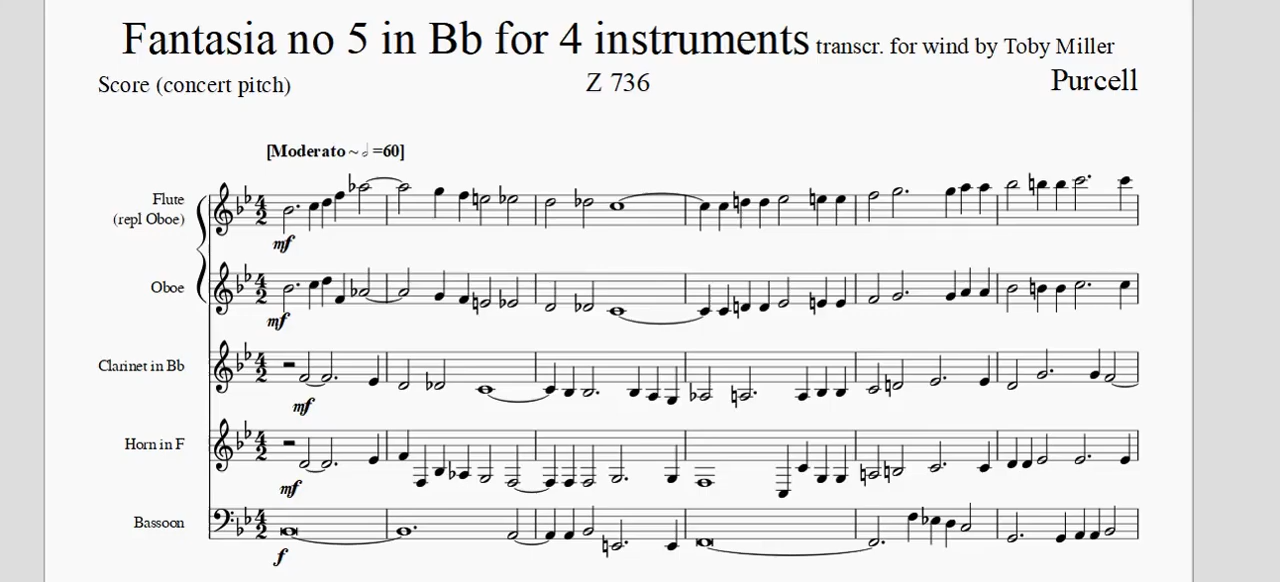 Fantasia no 5 in Bb for 4 instruments transcr. for wind by Toby Miller
Score (concert pitch) Z 736 Purcell
[Moderato ~ 𝅗𝅥 =60]
Flute
(repl Oboe)
mf
Oboe
mf
Clarinet in Bb
mf
Horn in F
mf
Bassoon
f